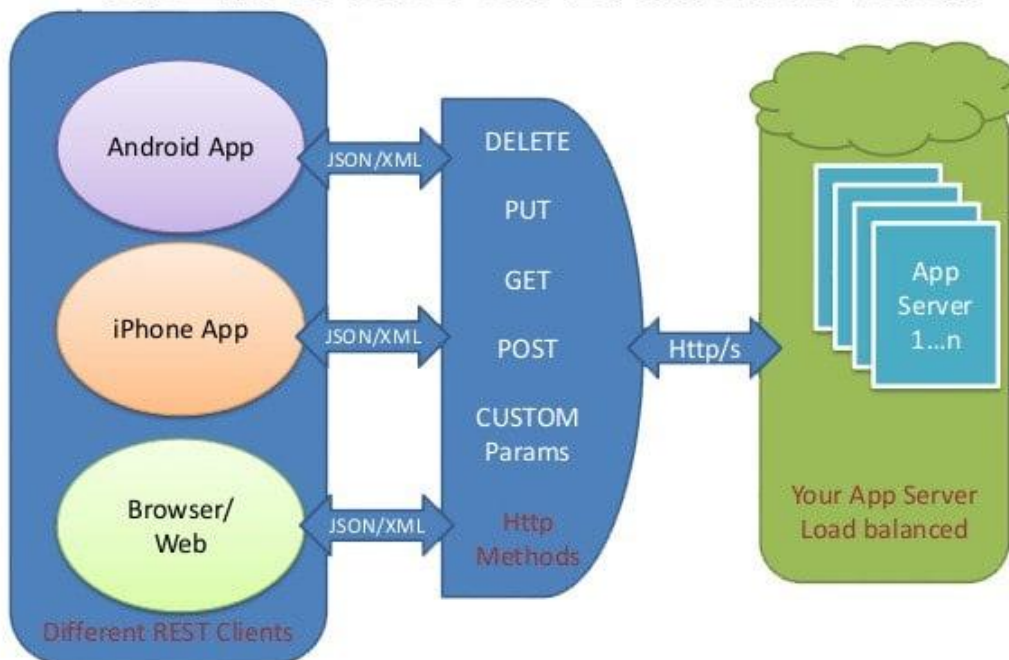 Android App
JSON/XML
iPhone App
JSON/XML
Browser/
Web
JSON/XML
Different REST Clients
DELETE
PUT
GET
POST
CUSTOM
Params
Http
Methods
Http/s
App
Server
1...n
Your App Server
Load balanced